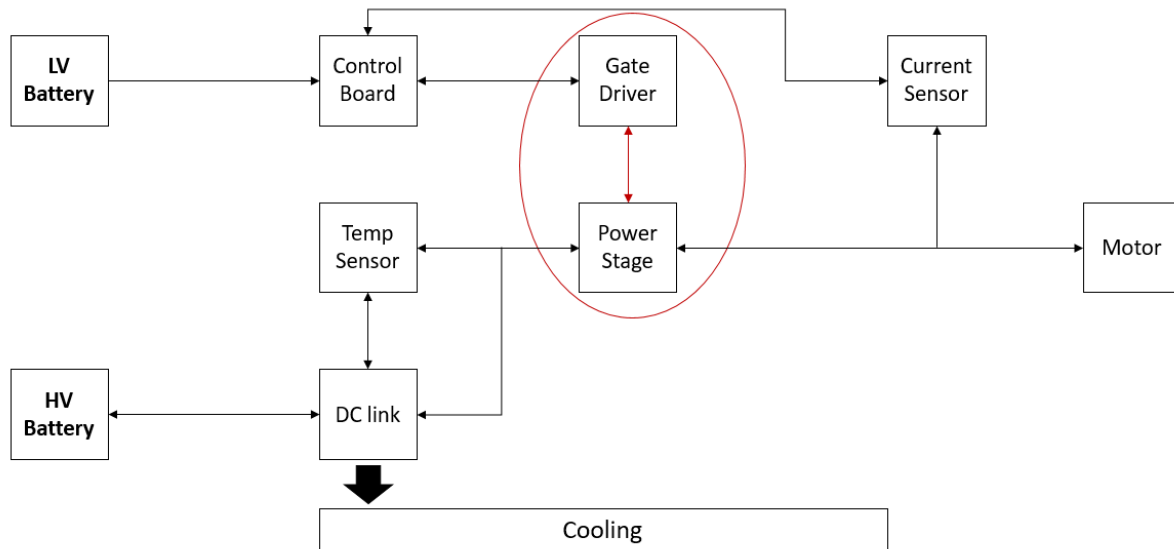 LV
Battery
Control
Board
Gate
Driver
Current
Sensor
Temp
Sensor
Power
Stage
Motor
HV
Battery
DC link
Cooling